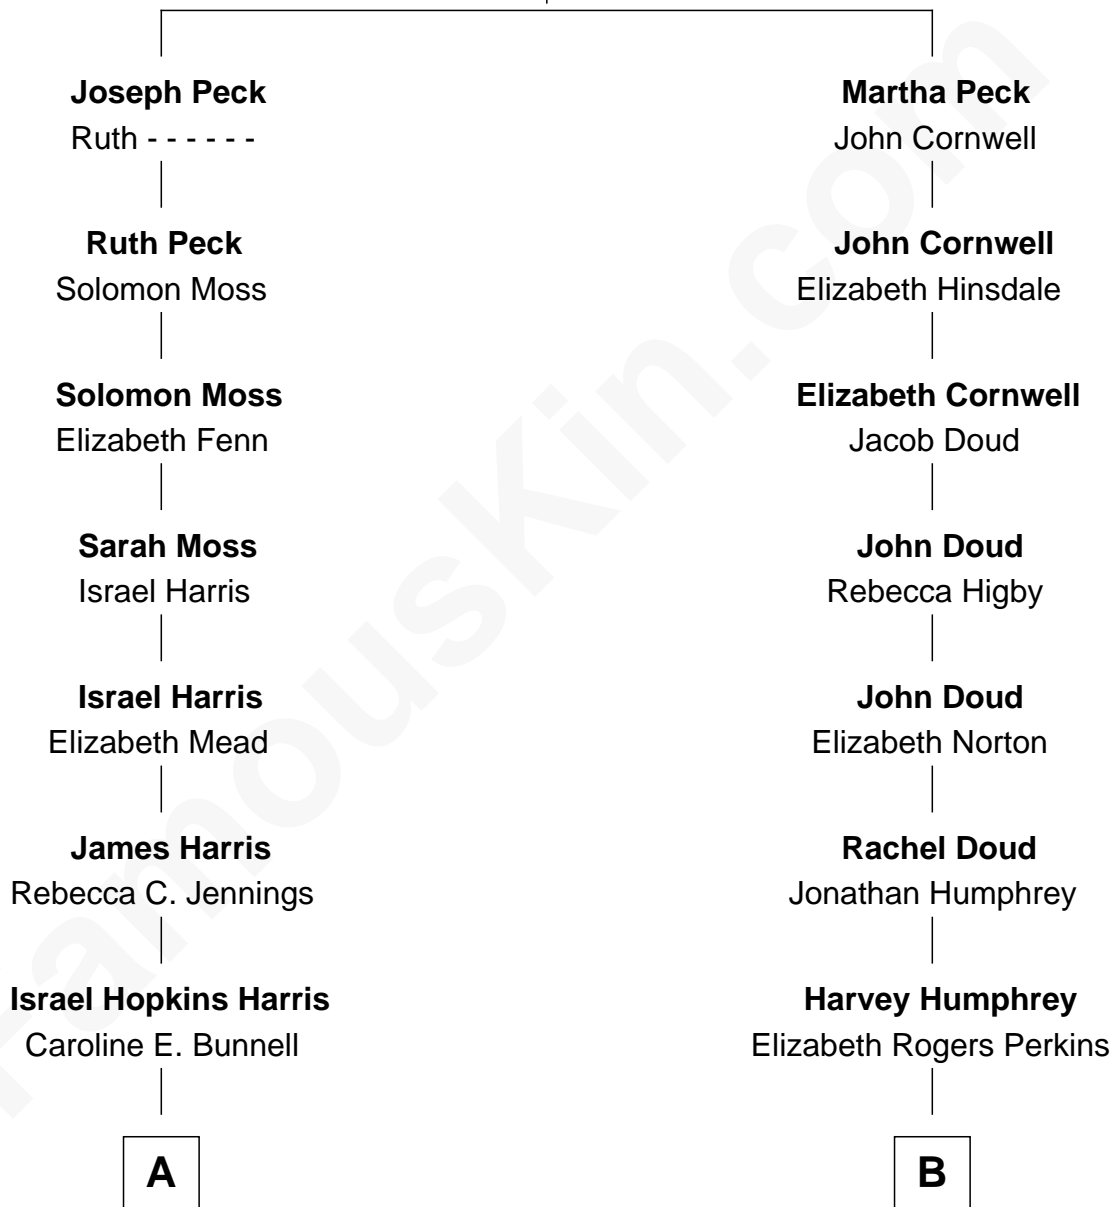 Joseph Peck
Ruth - - - - - -
Ruth Peck
Solomon Moss
Solomon Moss
Elizabeth Fenn
Sarah Moss
Israel Harris
Israel Harris
Elizabeth Mead
James Harris
Rebecca C. Jennings
Israel Hopkins Harris
Caroline E. Bunnell
A
Martha Peck
John Cornwell
John Cornwell
Elizabeth Hinsdale
Elizabeth Cornwell
Jacob Doud
John Doud
Rebecca Higby
John Doud
Elizabeth Norton
Rachel Doud
Jonathan Humphrey
Harvey Humphrey
Elizabeth Rogers Perkins
B
FamousKin.com